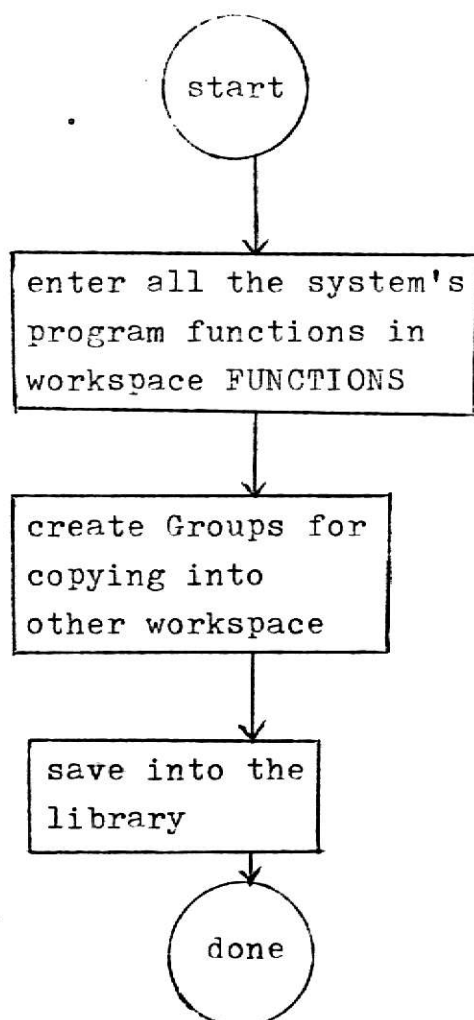 start
enter all the system's
program functions in
workspace FUNCTIONS
create Groups for
copying into
other workspace
save into the
library
done